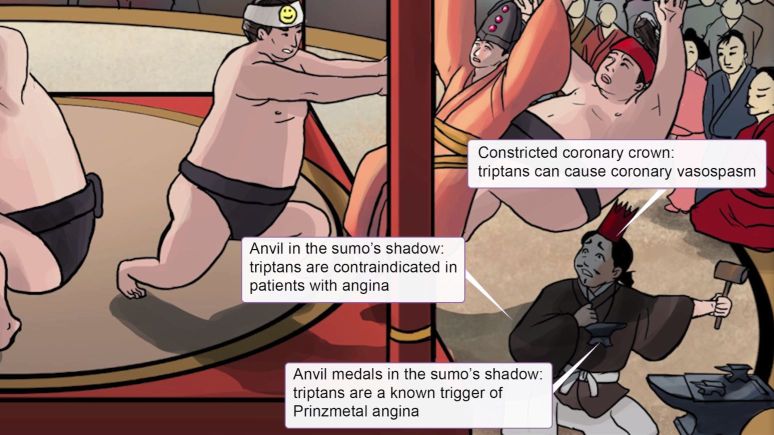 Constricted coronary crown:
triptans can cause coronary vasospasm
Anvil in the sumo's shadow:
triptans are contraindicated in
patients with angina
Anvil medals in the sumo's shadow:
triptans are a known trigger of
Prinzmetal angina